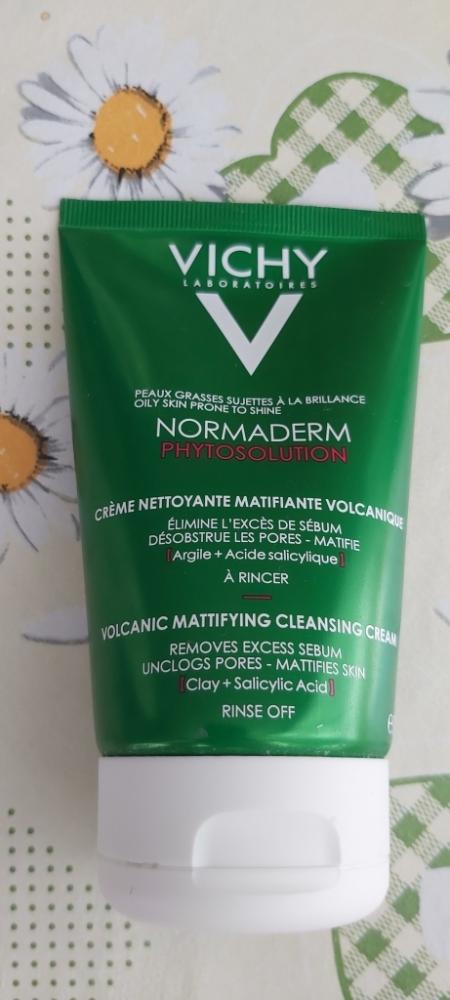 VICHY
LABORATOIRES
PEAUX GRASSES SUJETTES À LA BRILLANCE
OILY SKIN PRONE TO SHINE
NORMADERM
PHYTOSOLUTION
CRÈME NETTOYANTE MATIFIANTE VOLCANIQUE
ÉLIMINE L'EXCÈS DE SÉBUM
DÉSOBSTRUE LES PORES - MATIFIE
[Argile + Acide salicylique]
À RINCER
VOLCANIC MATTIFYING CLEANSING CREAM
REMOVES EXCESS SEBUM
UNCLOGS PORES - MATTIFIES SKIN
[Clay + Salicylic Acid]
RINSE OFF